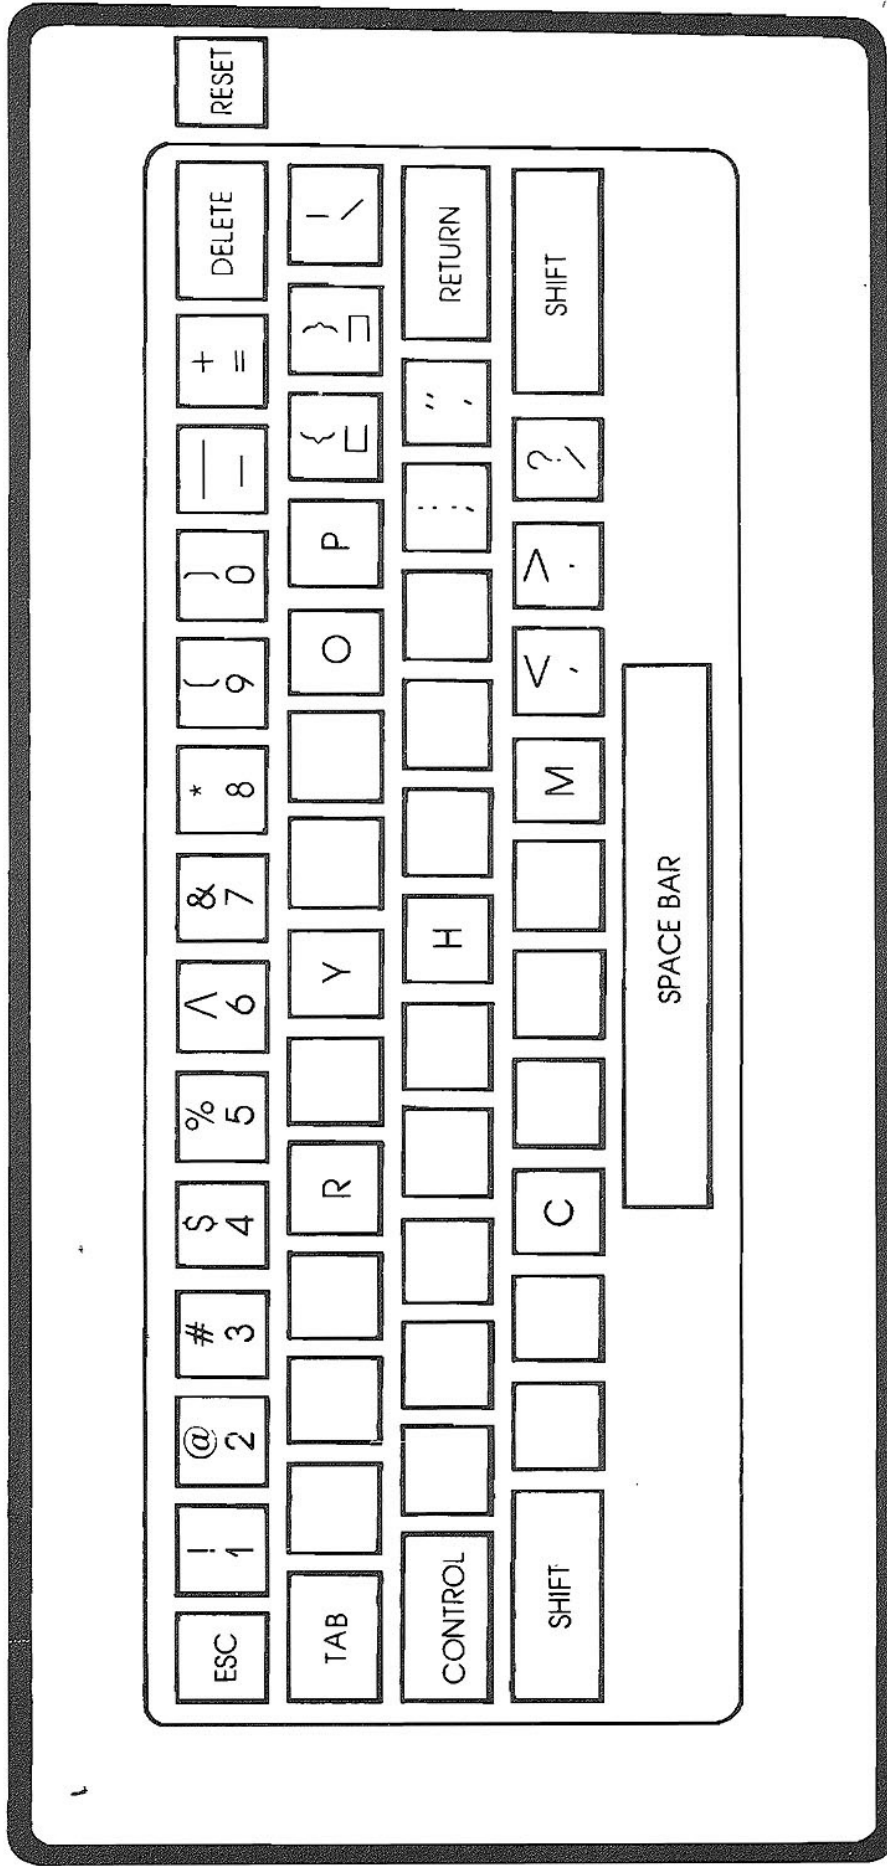 RESET
ESC ! 1 @ 2 # 3 $ 4 % 5 ^ 6 & 7 * 8 ( 9 ) 0 _ - + = DELETE
TAB R Y O P { [ } ] | \
CONTROL H : ; " ' RETURN
SHIFT C M < , > . ? / SHIFT
SPACE BAR